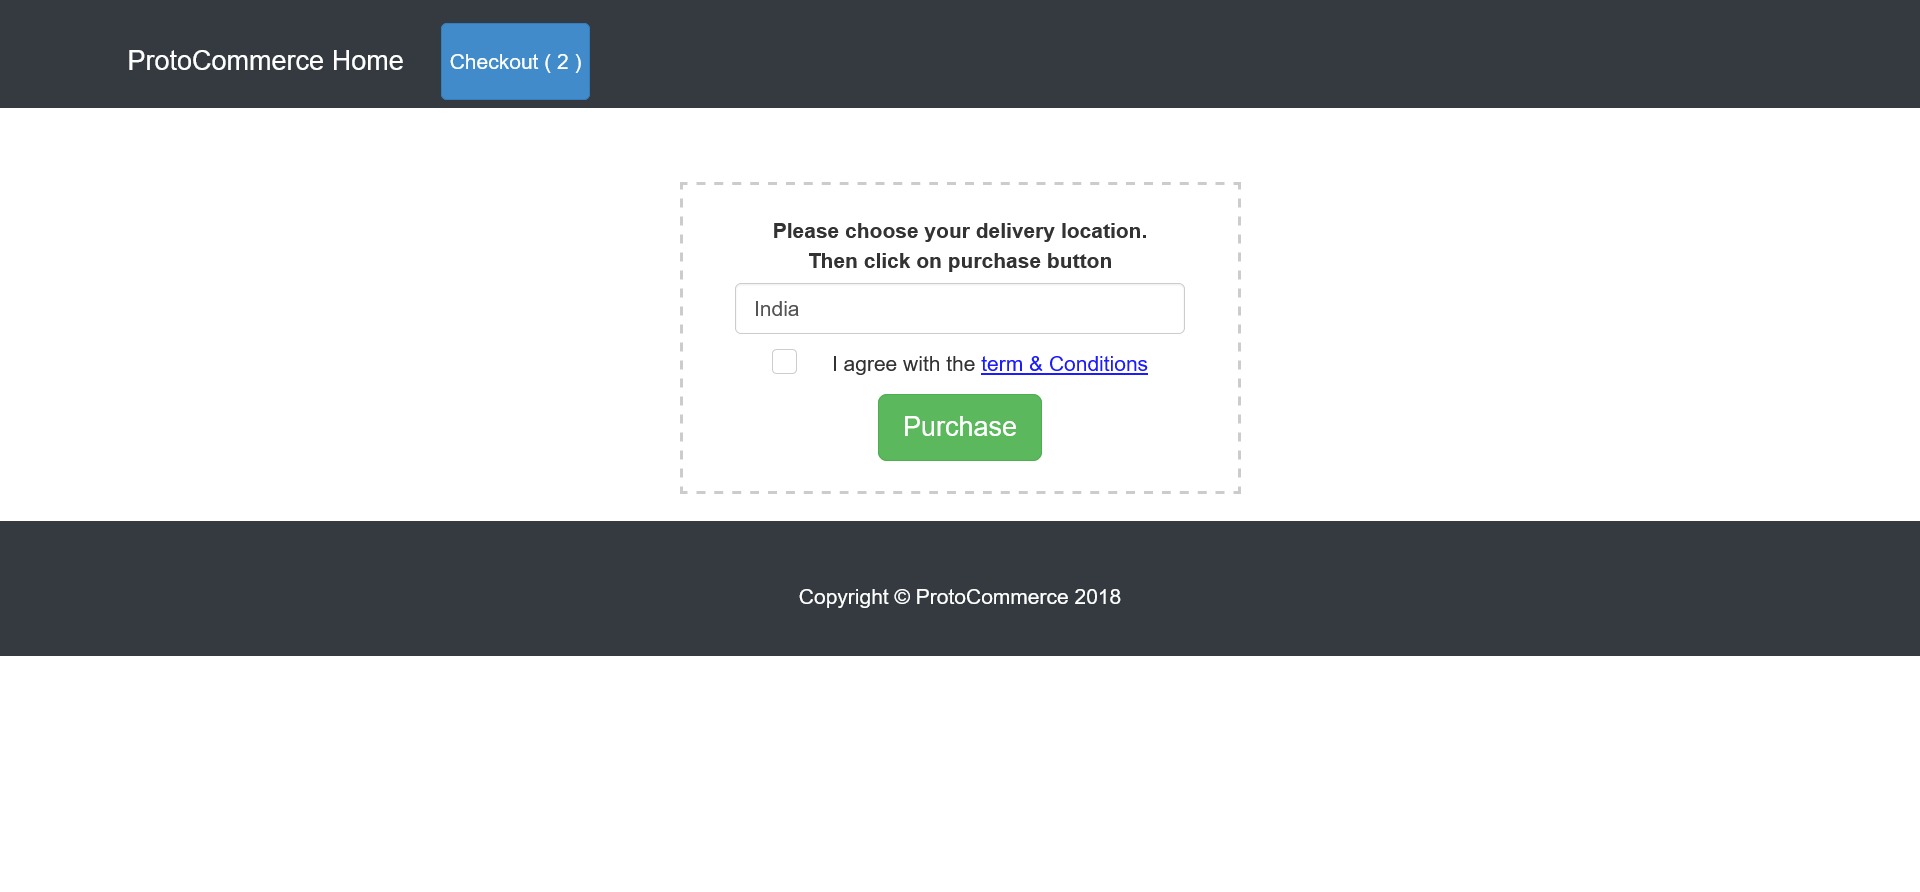 ProtoCommerce Home
Checkout ( 2 )
Please choose your delivery location.
Then click on purchase button
India
I agree with the term & Conditions
Purchase
Copyright © ProtoCommerce 2018